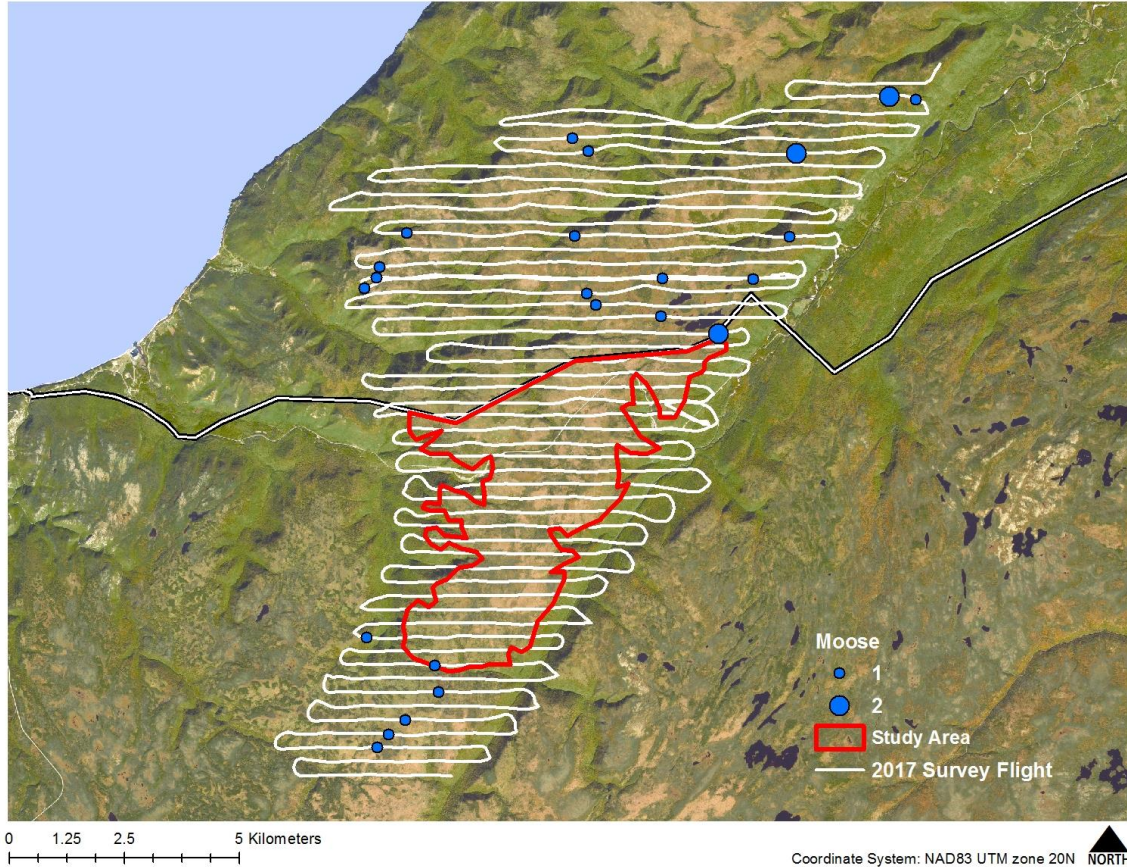 Moose
1
2
Study Area
2017 Survey Flight
0 1.25 2.5 5 Kilometers
Coordinate System: NAD83 UTM zone 20N NORTH